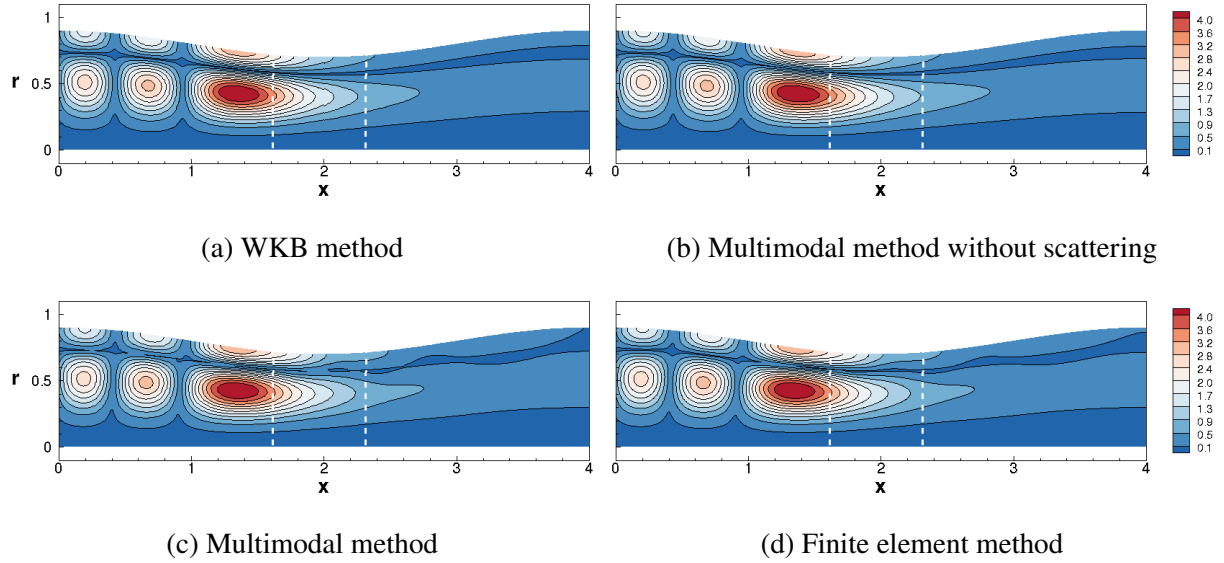 1
0.5
0
r
0 1 2 3 4
x
(a) WKB method
1
0.5
0
r
0 1 2 3 4
x
(b) Multimodal method without scattering
4.0
3.6
3.2
2.8
2.4
2.0
1.7
1.3
0.9
0.5
0.1
1
0.5
0
r
0 1 2 3 4
x
(c) Multimodal method
1
0.5
0
r
0 1 2 3 4
x
(d) Finite element method
4.0
3.6
3.2
2.8
2.4
2.0
1.7
1.3
0.9
0.5
0.1